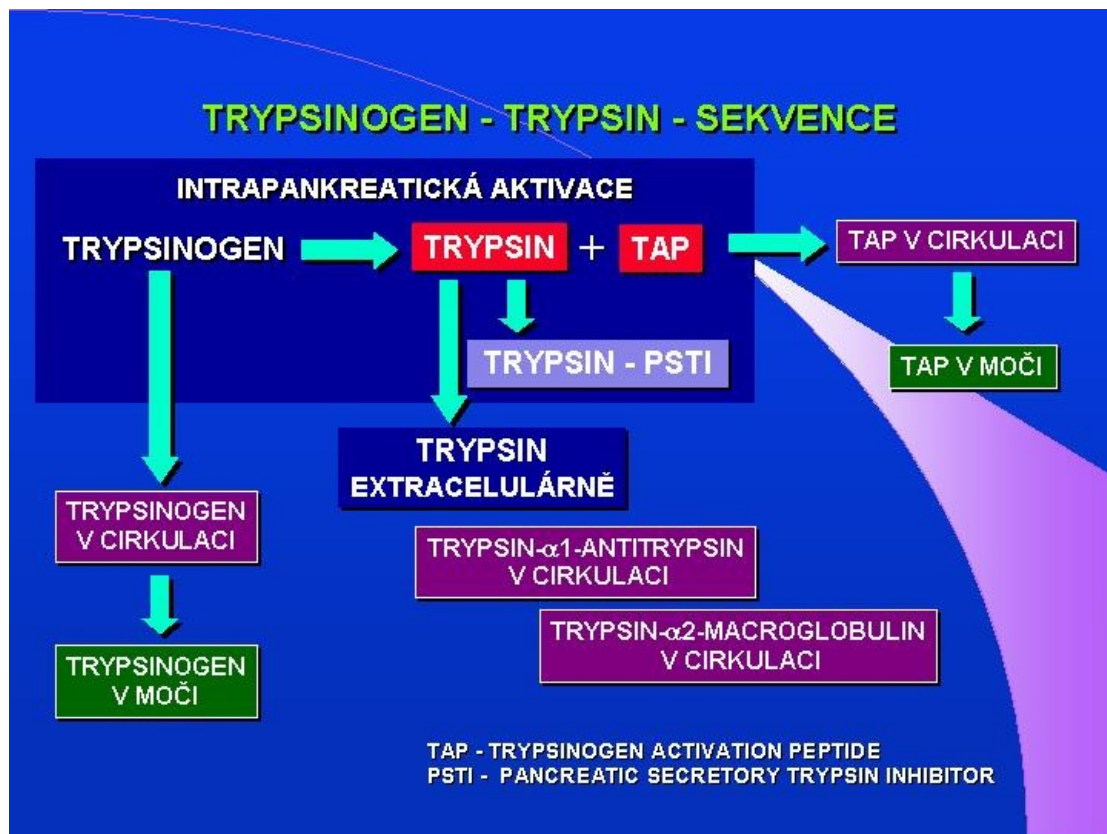 TRYPSINOGEN - TRYPSIN - SEKVENCE
INTRAPANKREATICKÁ AKTIVACE
TRYPSINOGEN
TRYPSIN + TAP
TAP V CIRKULACI
TRYPSIN - PSTI
TAP V MOČI
TRYPSIN
EXTRACELULÁRNĚ
TRYPSINOGEN
V CIRKULACI
TRYPSIN-α1-ANTITRYPSIN
V CIRKULACI
TRYPSIN-α2-MACROGLOBULIN
V CIRKULACI
TRYPSINOGEN
V MOČI
TAP - TRYPSINOGEN ACTIVATION PEPTIDE
PSTI - PANCREATIC SECRETORY TRYPSIN INHIBITOR